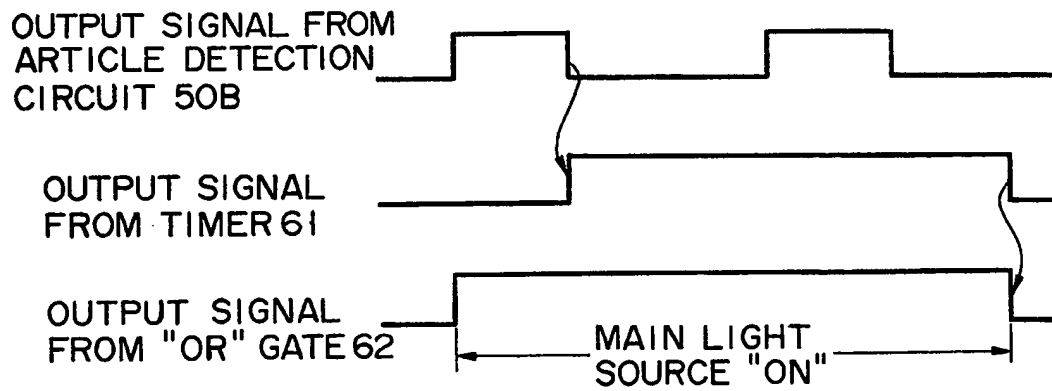 OUTPUT SIGNAL FROM
ARTICLE DETECTION
CIRCUIT 50B
OUTPUT SIGNAL
FROM TIMER 61
OUTPUT SIGNAL
FROM "OR" GATE 62
MAIN LIGHT
SOURCE "ON"